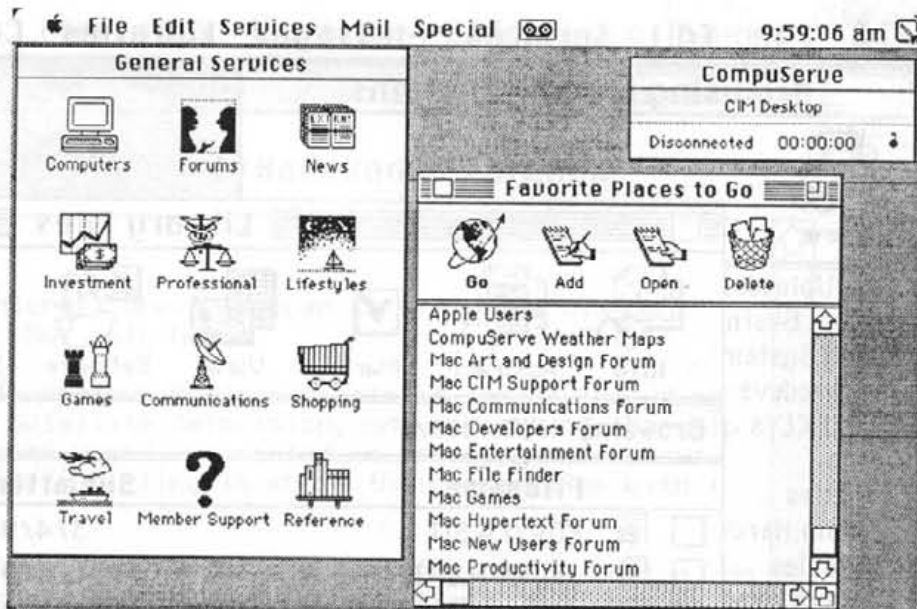 File Edit Services Mail Special
9:59:06 am
General Services
Computers Forums News
Investment Professional Lifestyles
Games Communications Shopping
Travel Member Support Reference
CompuServe
CIM Desktop
Disconnected 00:00:00
Favorite Places to Go
Go Add Open Delete
Apple Users
CompuServe Weather Maps
Mac Art and Design Forum
Mac CIM Support Forum
Mac Communications Forum
Mac Developers Forum
Mac Entertainment Forum
Mac File Finder
Mac Games
Mac Hypertext Forum
Mac New Users Forum
Mac Productivity Forum